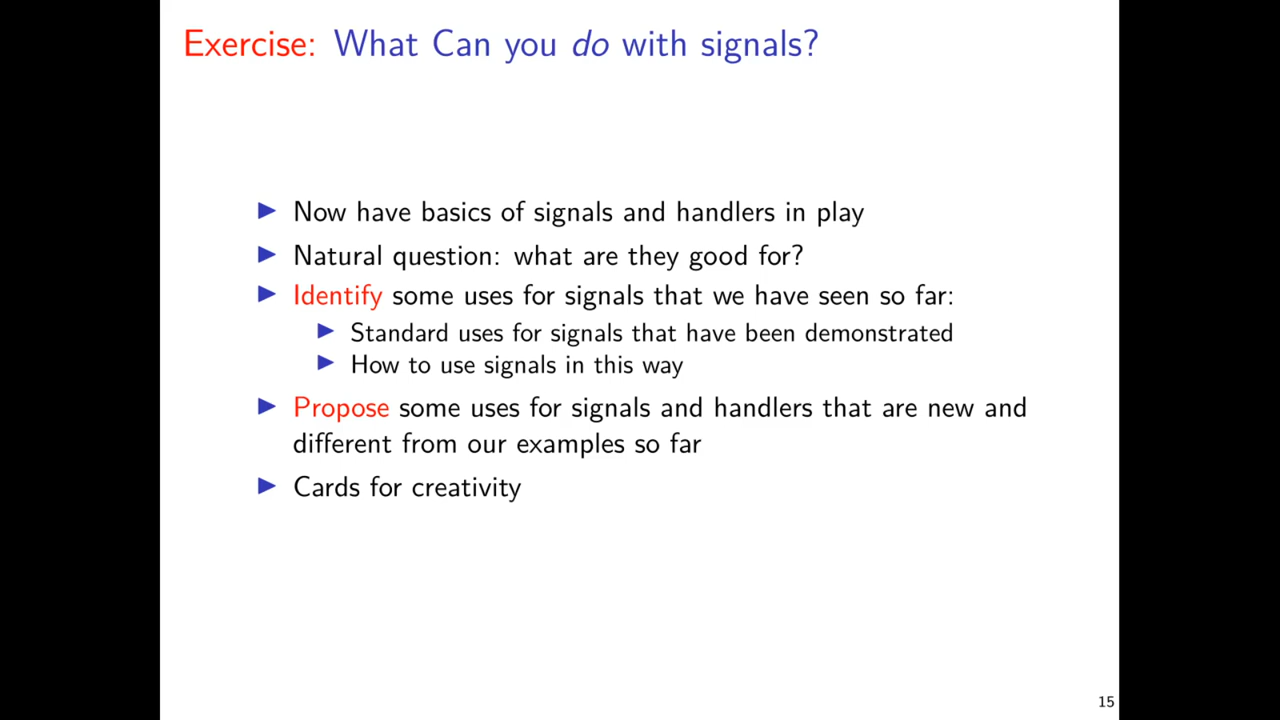 Exercise: What Can you do with signals?
Now have basics of signals and handlers in play
Natural question: what are they good for?
Identify some uses for signals that we have seen so far:
Standard uses for signals that have been demonstrated
How to use signals in this way
Propose some uses for signals and handlers that are new and
different from our examples so far
Cards for creativity
15